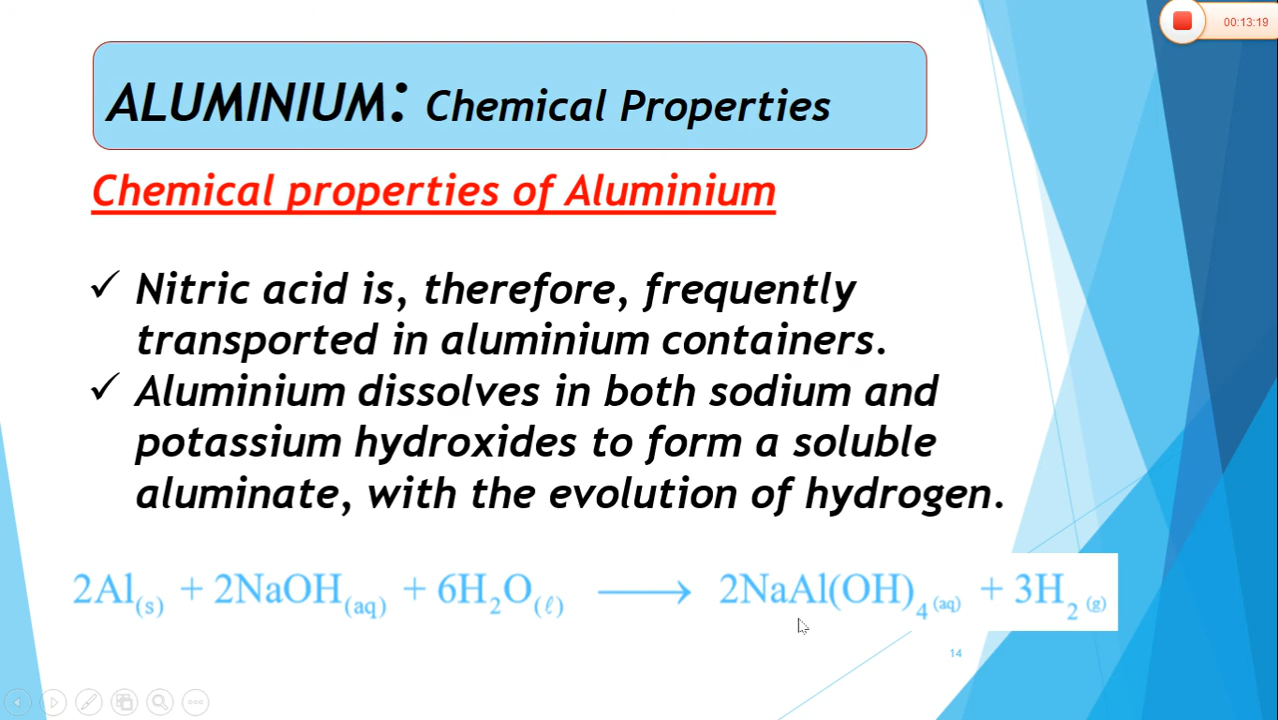 00:13:19
ALUMINIUM: Chemical Properties
Chemical properties of Aluminium
✓ Nitric acid is, therefore, frequently
transported in aluminium containers.
✓ Aluminium dissolves in both sodium and
potassium hydroxides to form a soluble
aluminate, with the evolution of hydrogen.
2Al(s) + 2NaOH(aq) + 6H₂O(ℓ) ⟶ 2NaAl(OH)₄(aq) + 3H₂(g)
14